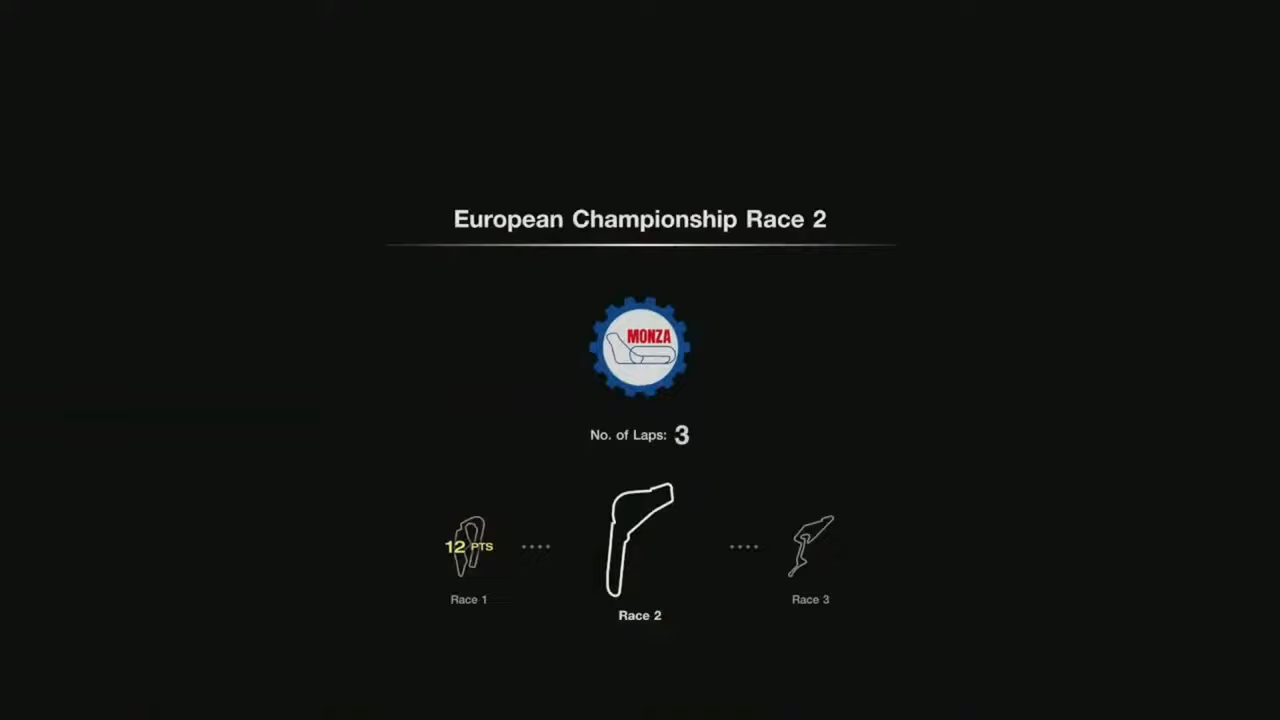 European Championship Race 2
MONZA
No. of Laps: 3
12 PTS
Race 1
Race 2
Race 3